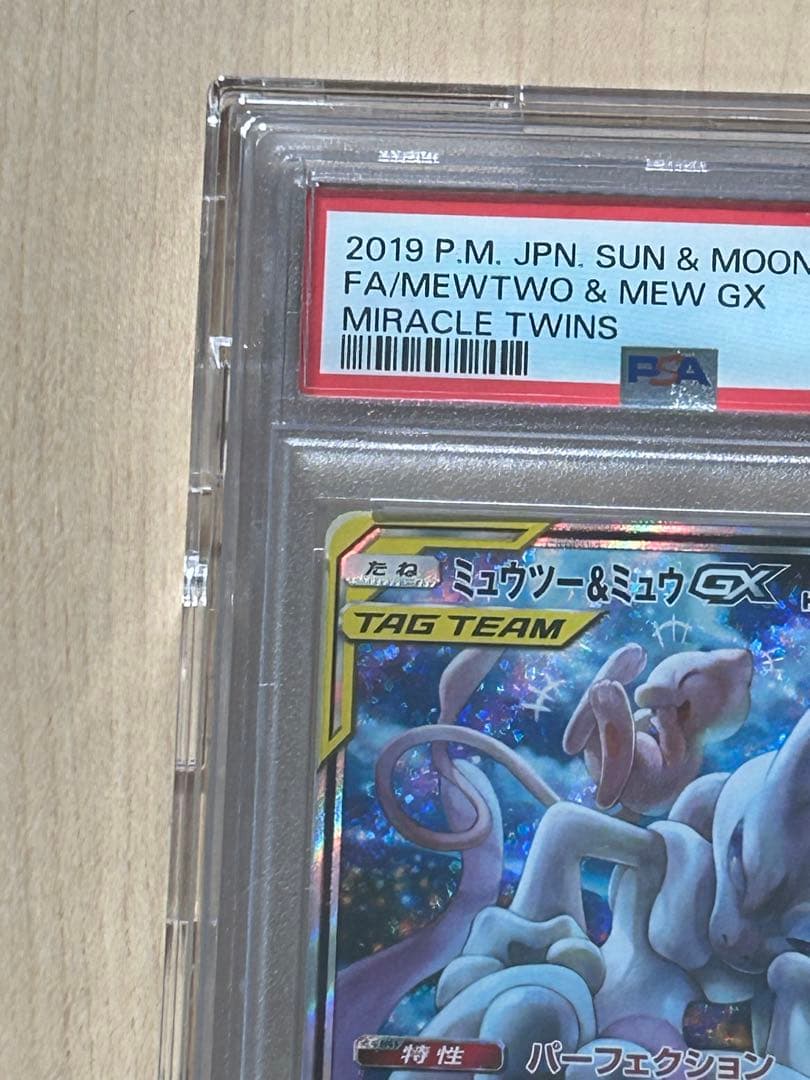 2019 P.M. JPN. SUN & MOON
FA/MEWTWO & MEW GX
MIRACLE TWINS
PSA
たね ミュウツー&ミュウGX H
TAG TEAM
特性 パーフェクション